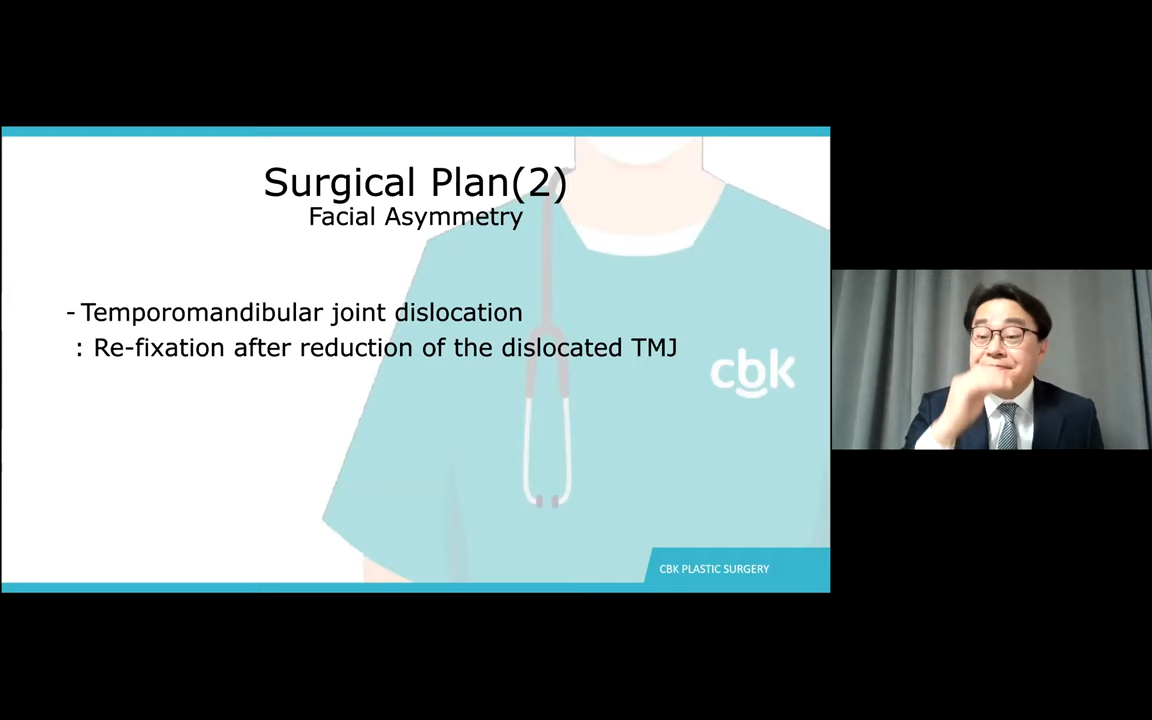 Surgical Plan(2)
Facial Asymmetry
- Temporomandibular joint dislocation
: Re-fixation after reduction of the dislocated TMJ
cbk
CBK PLASTIC SURGERY